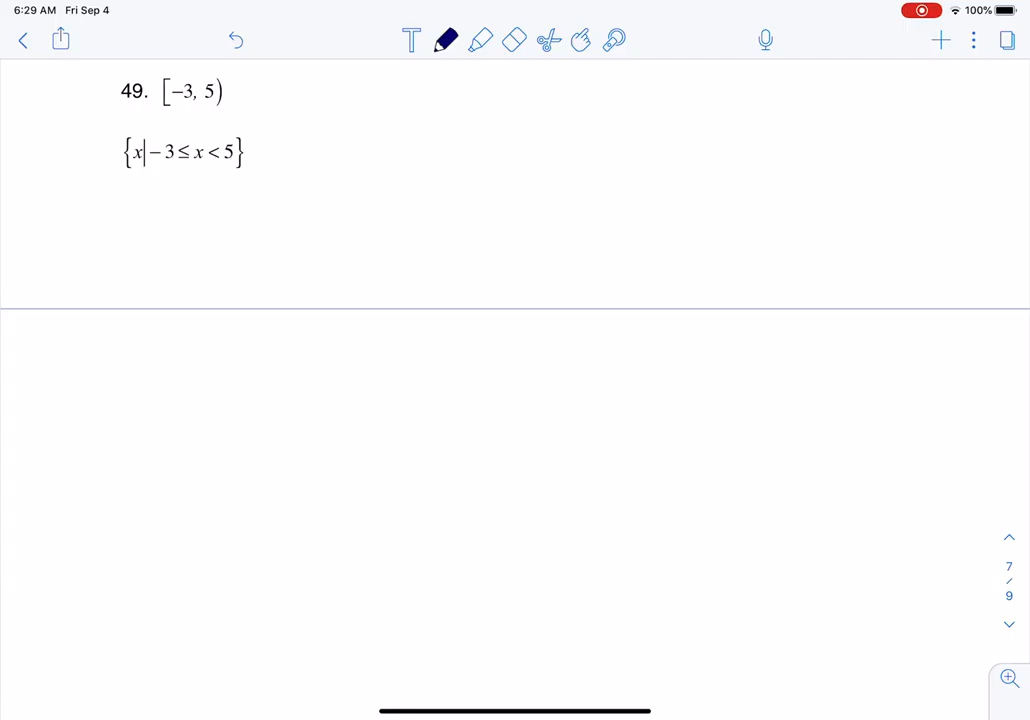 6:29 AM Fri Sep 4 100%
T
49. [−3, 5)
{x|−3 ≤ x < 5}
7
/
9